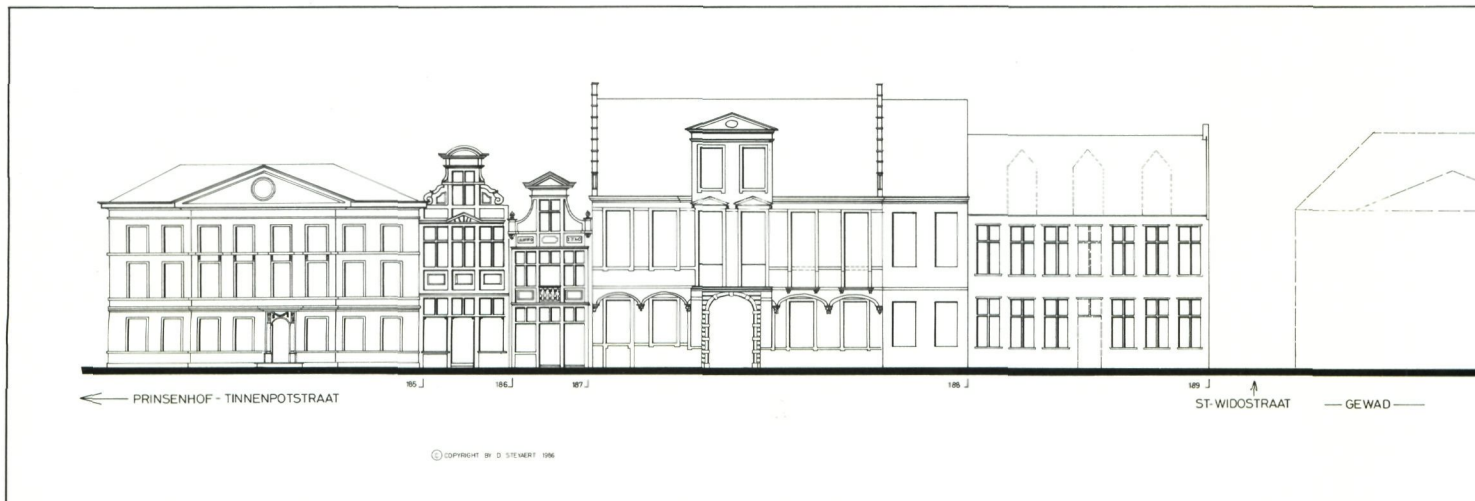 185
186
187
188
189
PRINSENHOF - TINNENPOTSTRAAT
ST-WIDOSTRAAT
GEWAD
© COPYRIGHT BY D STEVAERT 1986